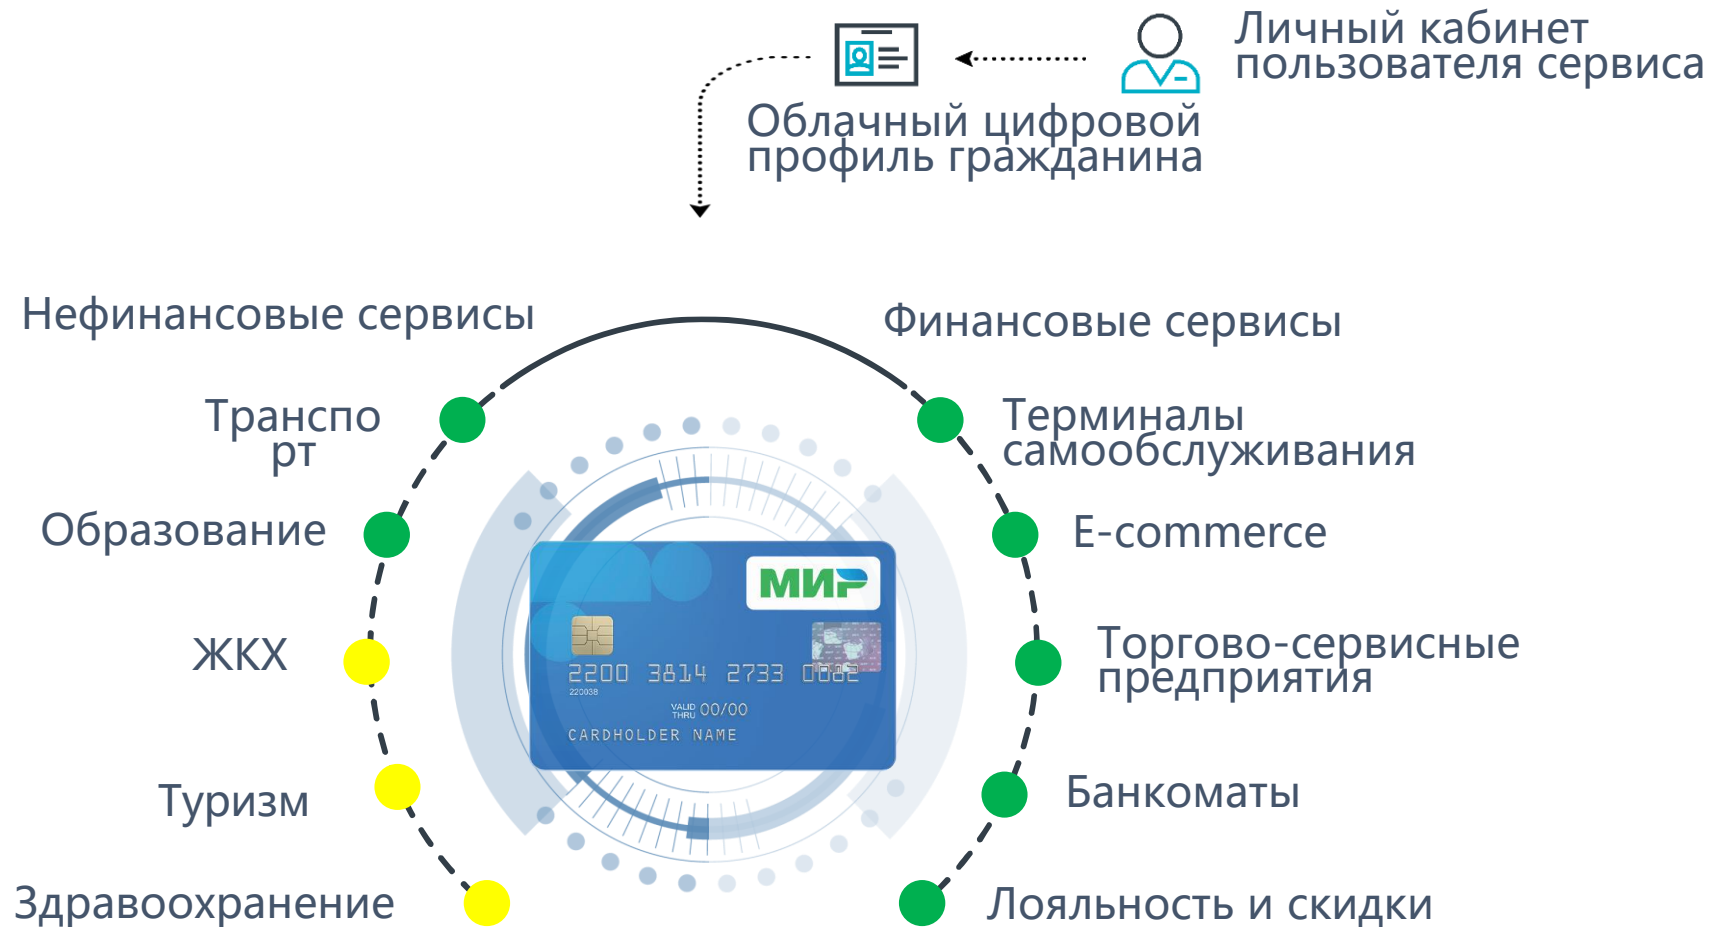 Личный кабинет
пользователя сервиса
Облачный цифровой
профиль гражданина
Нефинансовые сервисы
Финансовые сервисы
Транспо
рт
Терминалы
самообслуживания
Образование
E-commerce
ЖКХ
Торгово-сервисные
предприятия
Туризм
Банкоматы
Здравоохранение
Лояльность и скидки
МИР
2200 3814 2733 0082
220038
VALID
THRU 00/00
CARDHOLDER NAME